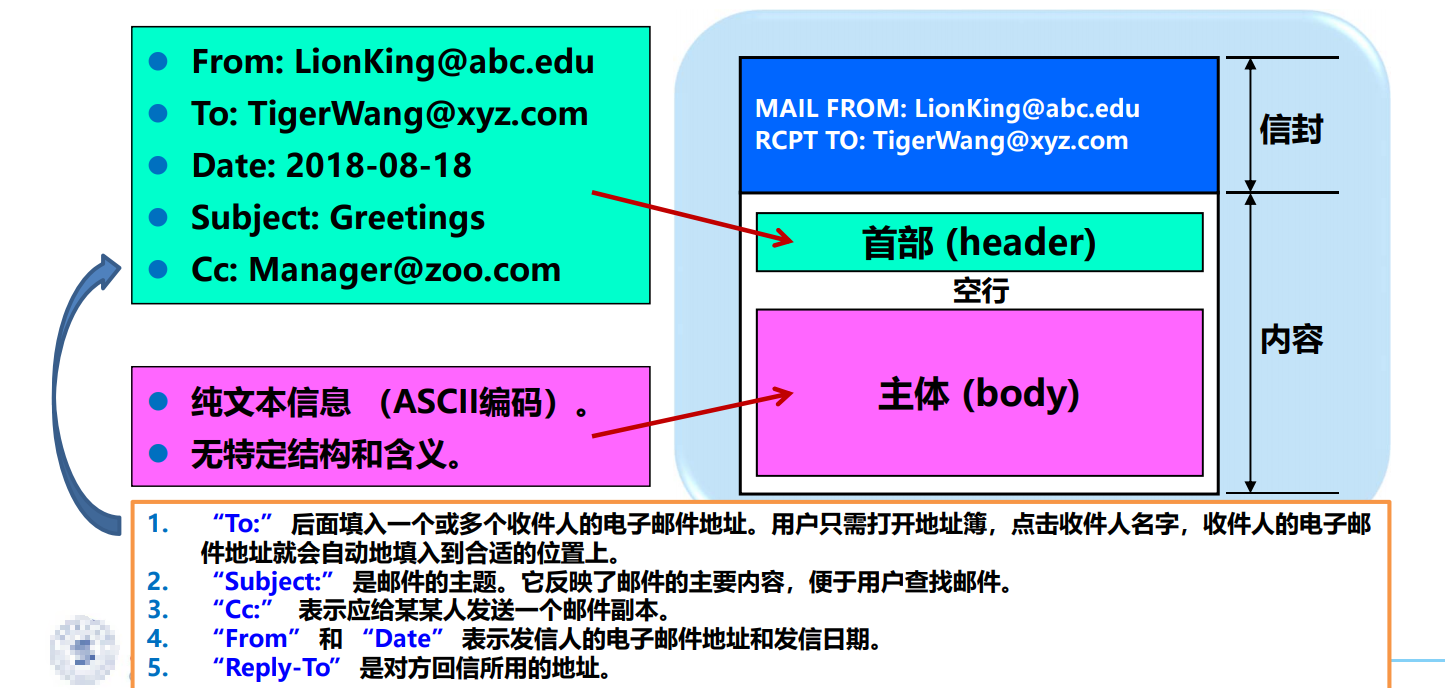 From: LionKing@abc.edu
To: TigerWang@xyz.com
Date: 2018-08-18
Subject: Greetings
Cc: Manager@zoo.com
纯文本信息 （ASCII编码）。
无特定结构和含义。
MAIL FROM: LionKing@abc.edu
RCPT TO: TigerWang@xyz.com
信封
首部 (header)
空行
主体 (body)
内容
1. “To:” 后面填入一个或多个收件人的电子邮件地址。用户只需打开地址簿，点击收件人名字，收件人的电子邮
件地址就会自动地填入到合适的位置上。
2. “Subject:” 是邮件的主题。它反映了邮件的主要内容，便于用户查找邮件。
3. “Cc:” 表示应给某某人发送一个邮件副本。
4. “From” 和 “Date” 表示发信人的电子邮件地址和发信日期。
5. “Reply-To” 是对方回信所用的地址。